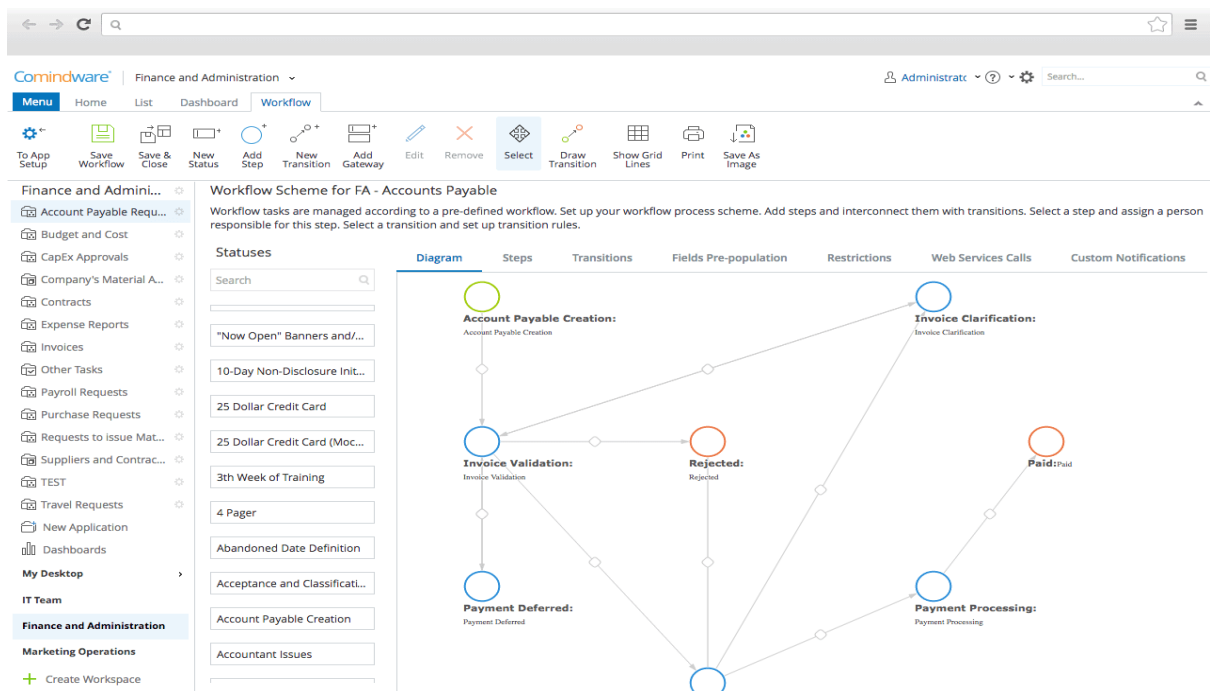 Comindware®
Finance and Administration
Administratc
?
Search...
Menu
Home
List
Dashboard
Workflow
To App Setup
Save Workflow
Save & Close
New Status
Add Step
New Transition
Add Gateway
Edit
Remove
Select
Draw Transition
Show Grid Lines
Print
Save As Image
Finance and Admini...
Account Payable Requ...
Budget and Cost
CapEx Approvals
Company's Material A...
Contracts
Expense Reports
Invoices
Other Tasks
Payroll Requests
Purchase Requests
Requests to issue Mat...
Suppliers and Contrac...
TEST
Travel Requests
New Application
Dashboards
My Desktop
IT Team
Finance and Administration
Marketing Operations
Create Workspace
Workflow Scheme for FA - Accounts Payable
Workflow tasks are managed according to a pre-defined workflow. Set up your workflow process scheme. Add steps and interconnect them with transitions. Select a step and assign a person
responsible for this step. Select a transition and set up transition rules.
Statuses
Search
"Now Open" Banners and/...
10-Day Non-Disclosure Init...
25 Dollar Credit Card
25 Dollar Credit Card (Moc...
3th Week of Training
4 Pager
Abandoned Date Definition
Acceptance and Classificati...
Account Payable Creation
Accountant Issues
Diagram
Steps
Transitions
Fields Pre-population
Restrictions
Web Services Calls
Custom Notifications
Account Payable Creation:
Account Payable Creation
Invoice Clarification:
Invoice Clarification
Invoice Validation:
Invoice Validation
Rejected:
Rejected
Paid:Paid
Payment Deferred:
Payment Deferred
Payment Processing:
Payment Processing